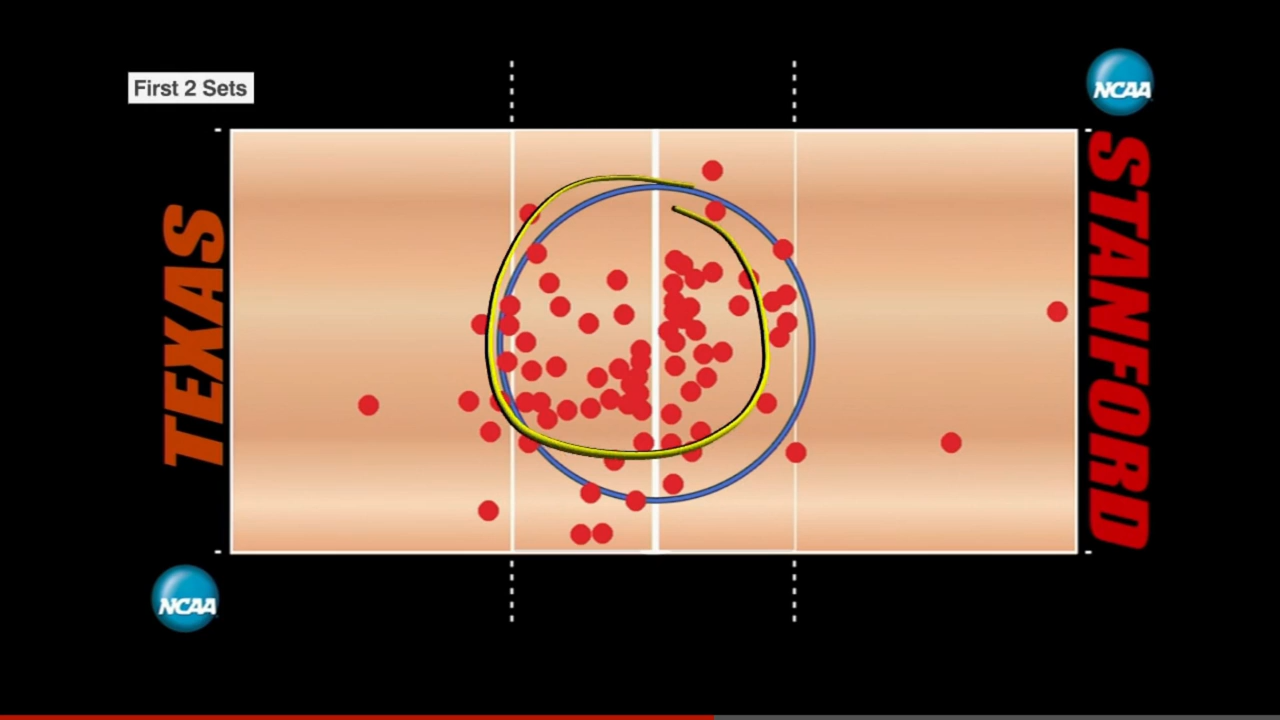 First 2 Sets
NCAA
TEXAS
STANFORD
NCAA